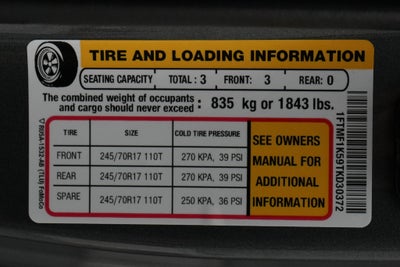 TIRE AND LOADING INFORMATION
SEATING CAPACITY TOTAL : 3 FRONT: 3 REAR: 0
The combined weight of occupants
and cargo should never exceed : 835 kg or 1843 lbs.
TIRE SIZE COLD TIRE PRESSURE
FRONT 245/70R17 110T 270 KPA, 39 PSI
REAR 245/70R17 110T 270 KPA, 39 PSI
SPARE 245/70R17 110T 250 KPA, 36 PSI
SEE OWNERS
MANUAL FOR
ADDITIONAL
INFORMATION